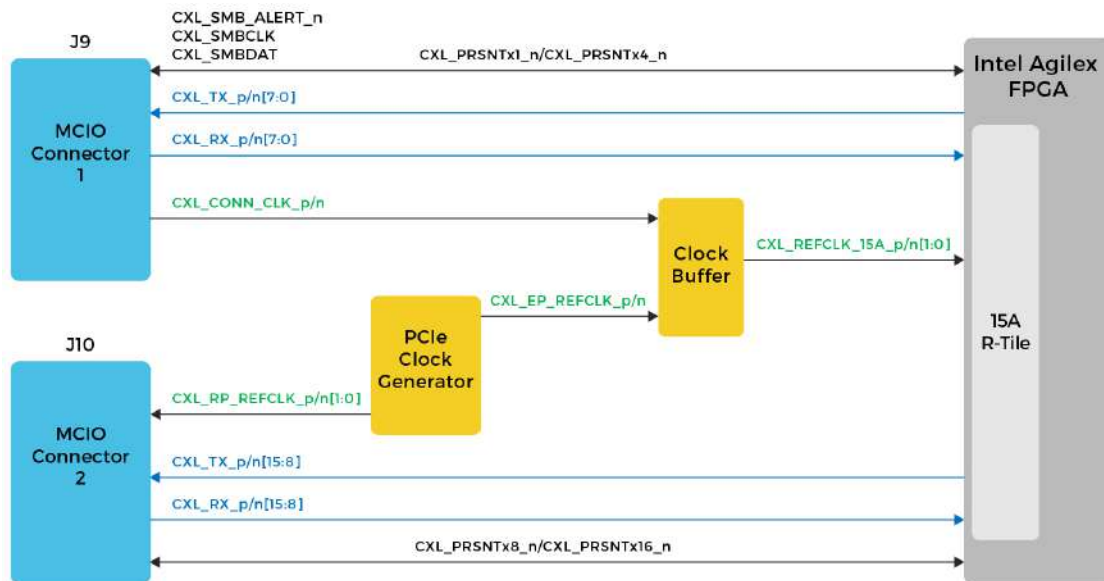 CXL_SMB_ALERT_n
J9
CXL_SMBCLK
CXL_SMBDAT
CXL_PRSNTx1_n/CXL_PRSNTx4_n
Intel Agilex
FPGA
CXL_TX_p/n[7:0]
MCIO
Connector
1
CXL_RX_p/n[7:0]
CXL_CONN_CLK_p/n
Clock
Buffer
CXL_REFCLK_15A_p/n[1:0]
CXL_EP_REFCLK_p/n
PCIe
Clock
Generator
15A
R-Tile
J10
CXL_RP_REFCLK_p/n[1:0]
MCIO
Connector
2
CXL_TX_p/n[15:8]
CXL_RX_p/n[15:8]
CXL_PRSNTx8_n/CXL_PRSNTx16_n